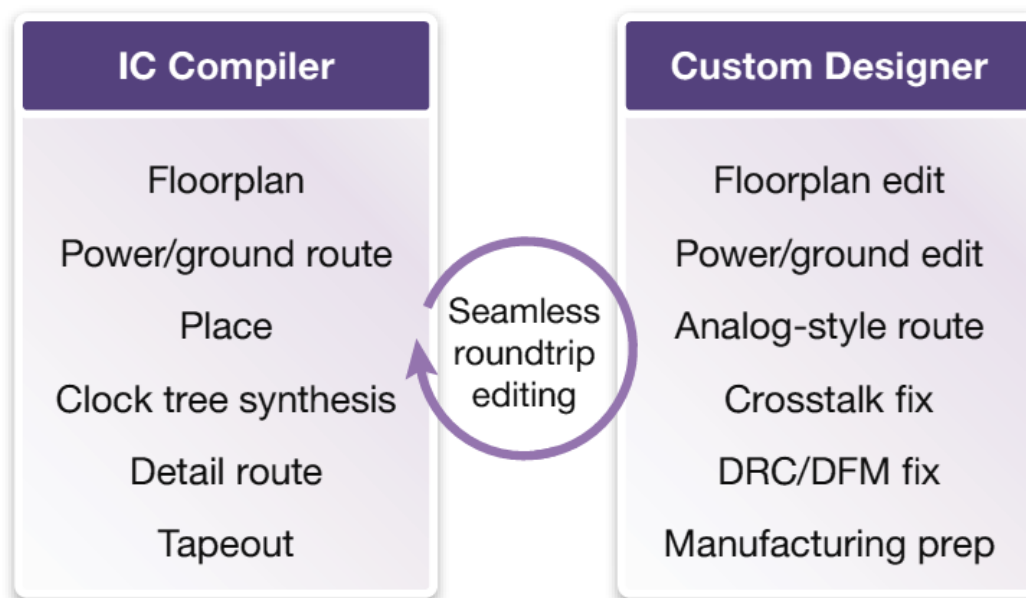 IC Compiler
Floorplan
Power/ground route
Place
Clock tree synthesis
Detail route
Tapeout
Seamless
roundtrip
editing
Custom Designer
Floorplan edit
Power/ground edit
Analog-style route
Crosstalk fix
DRC/DFM fix
Manufacturing prep